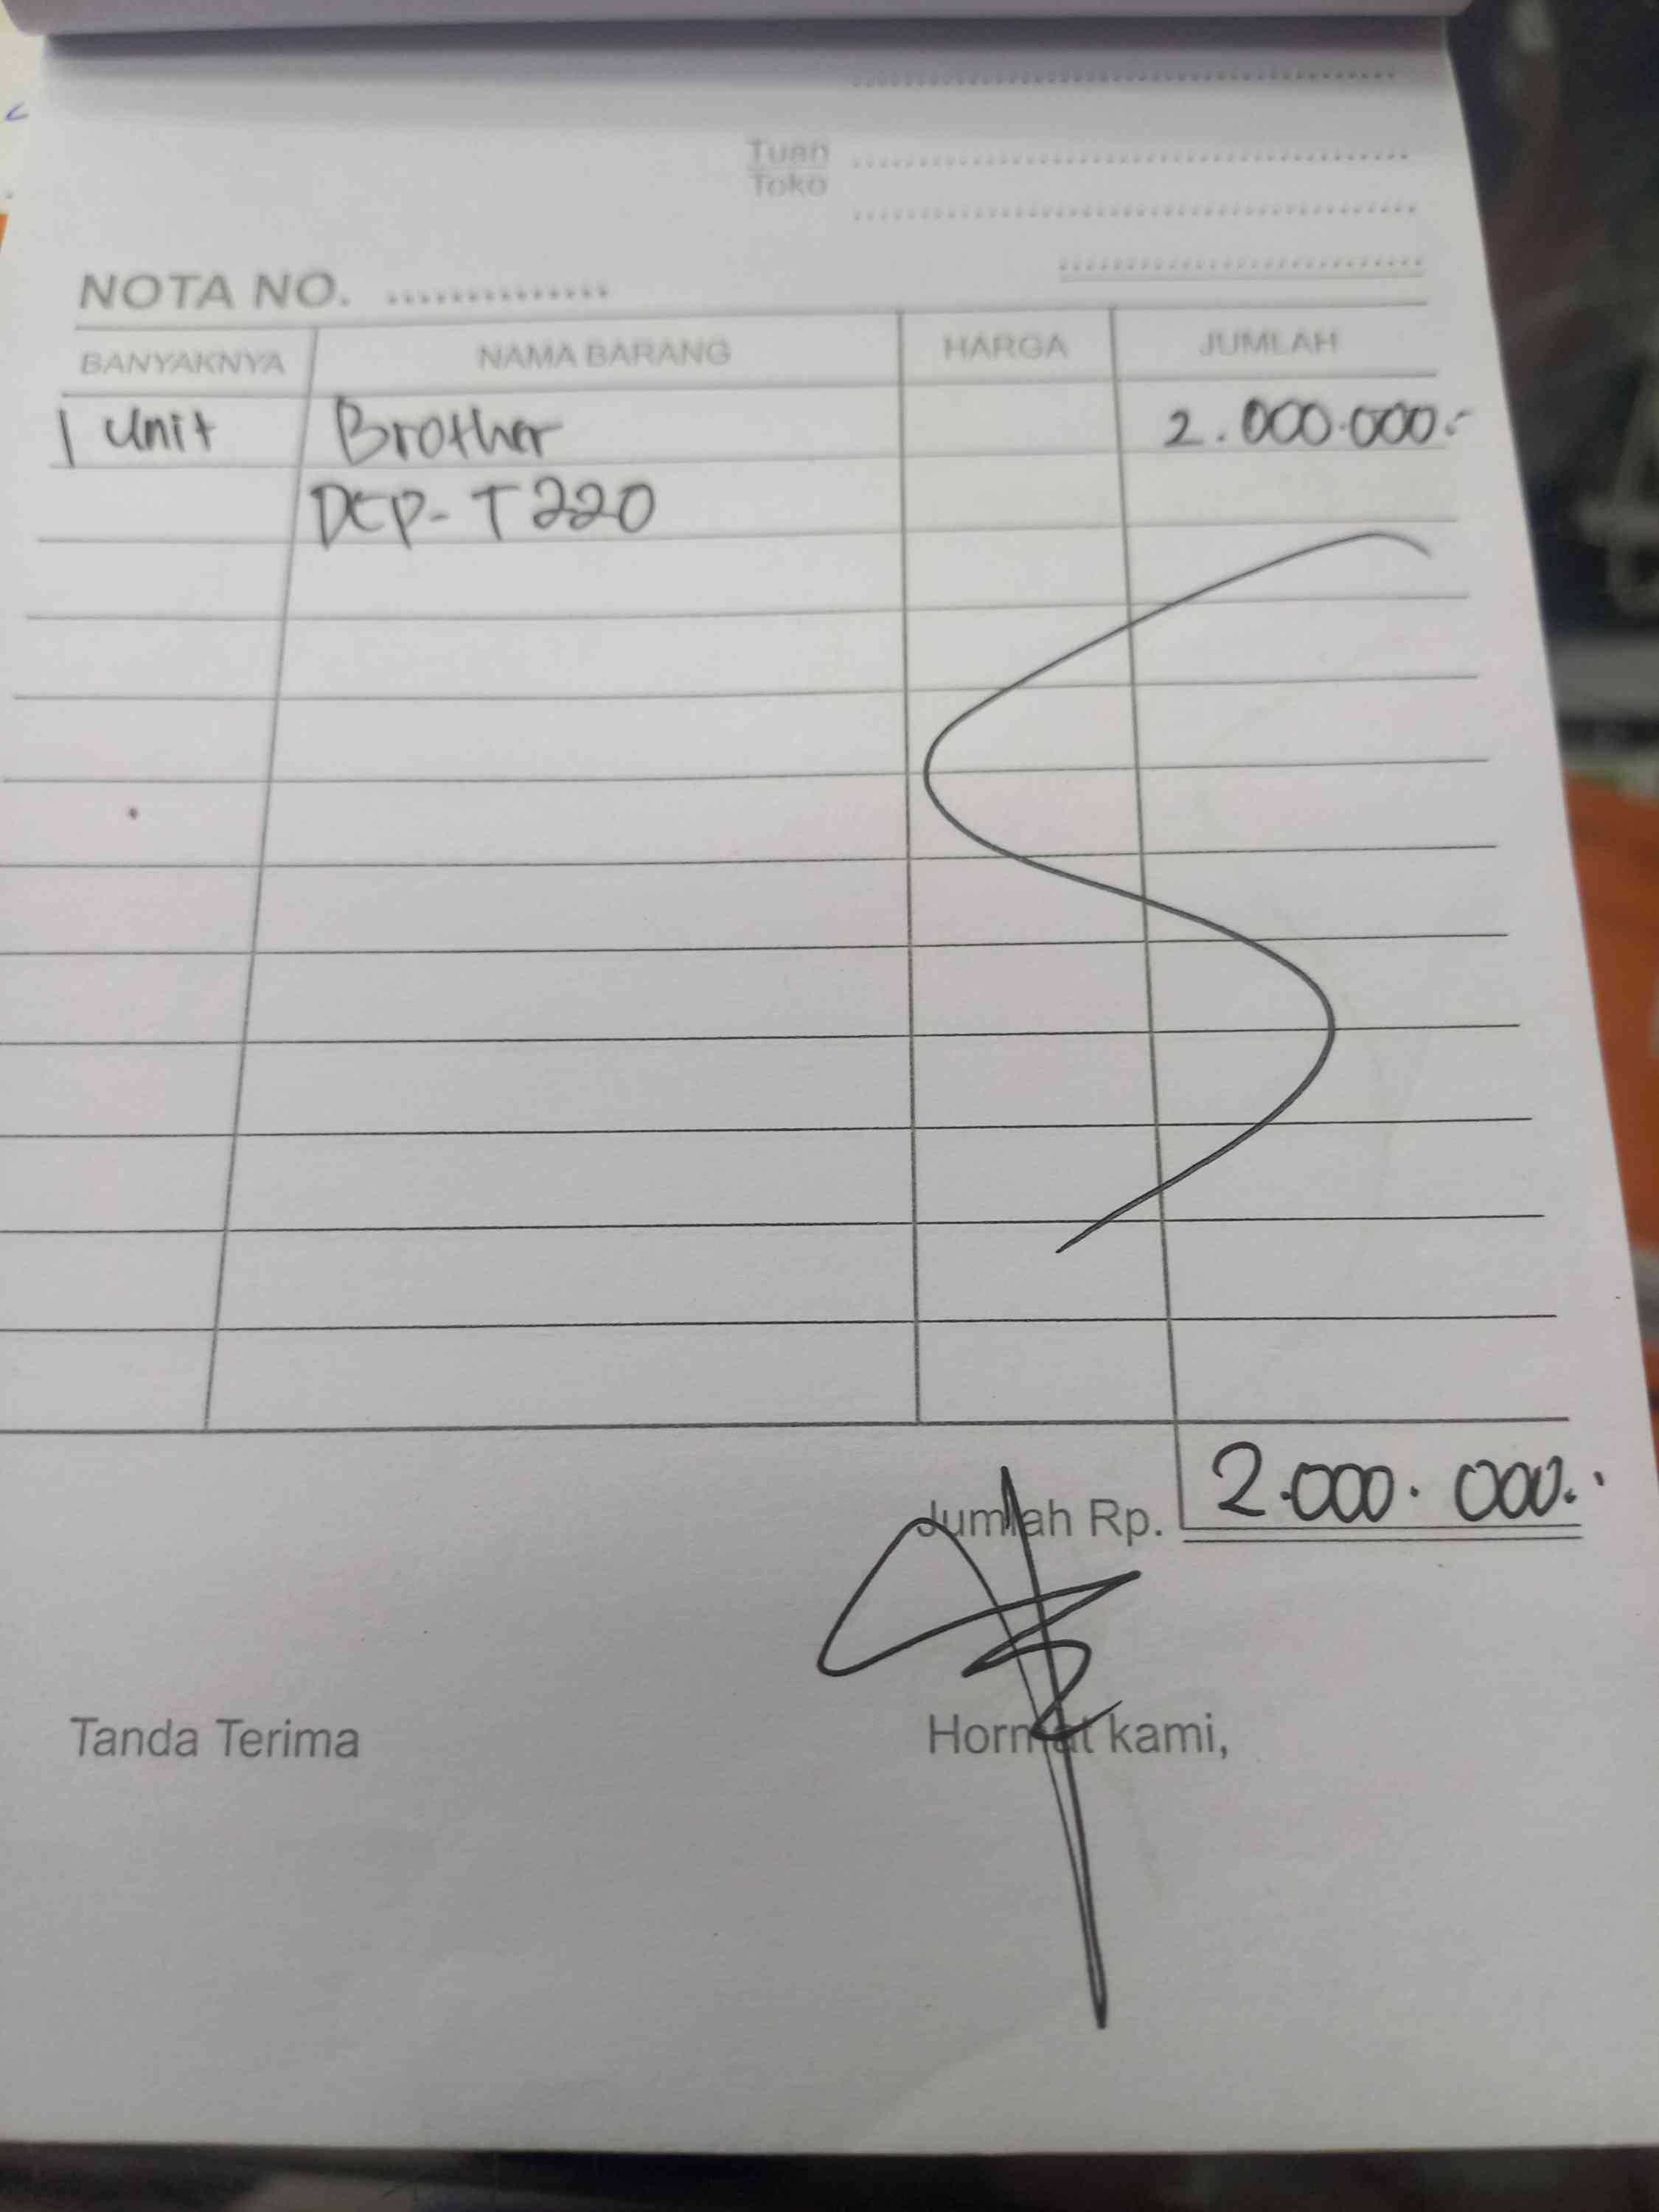 Tuan
Toko
NOTA NO. ...............
BANYAKNYA NAMA BARANG HARGA JUMLAH
1 Unit Brother 2.000.000.-
DCP-T220
Jumlah Rp. 2.000.000.-
Tanda Terima Hormat kami,